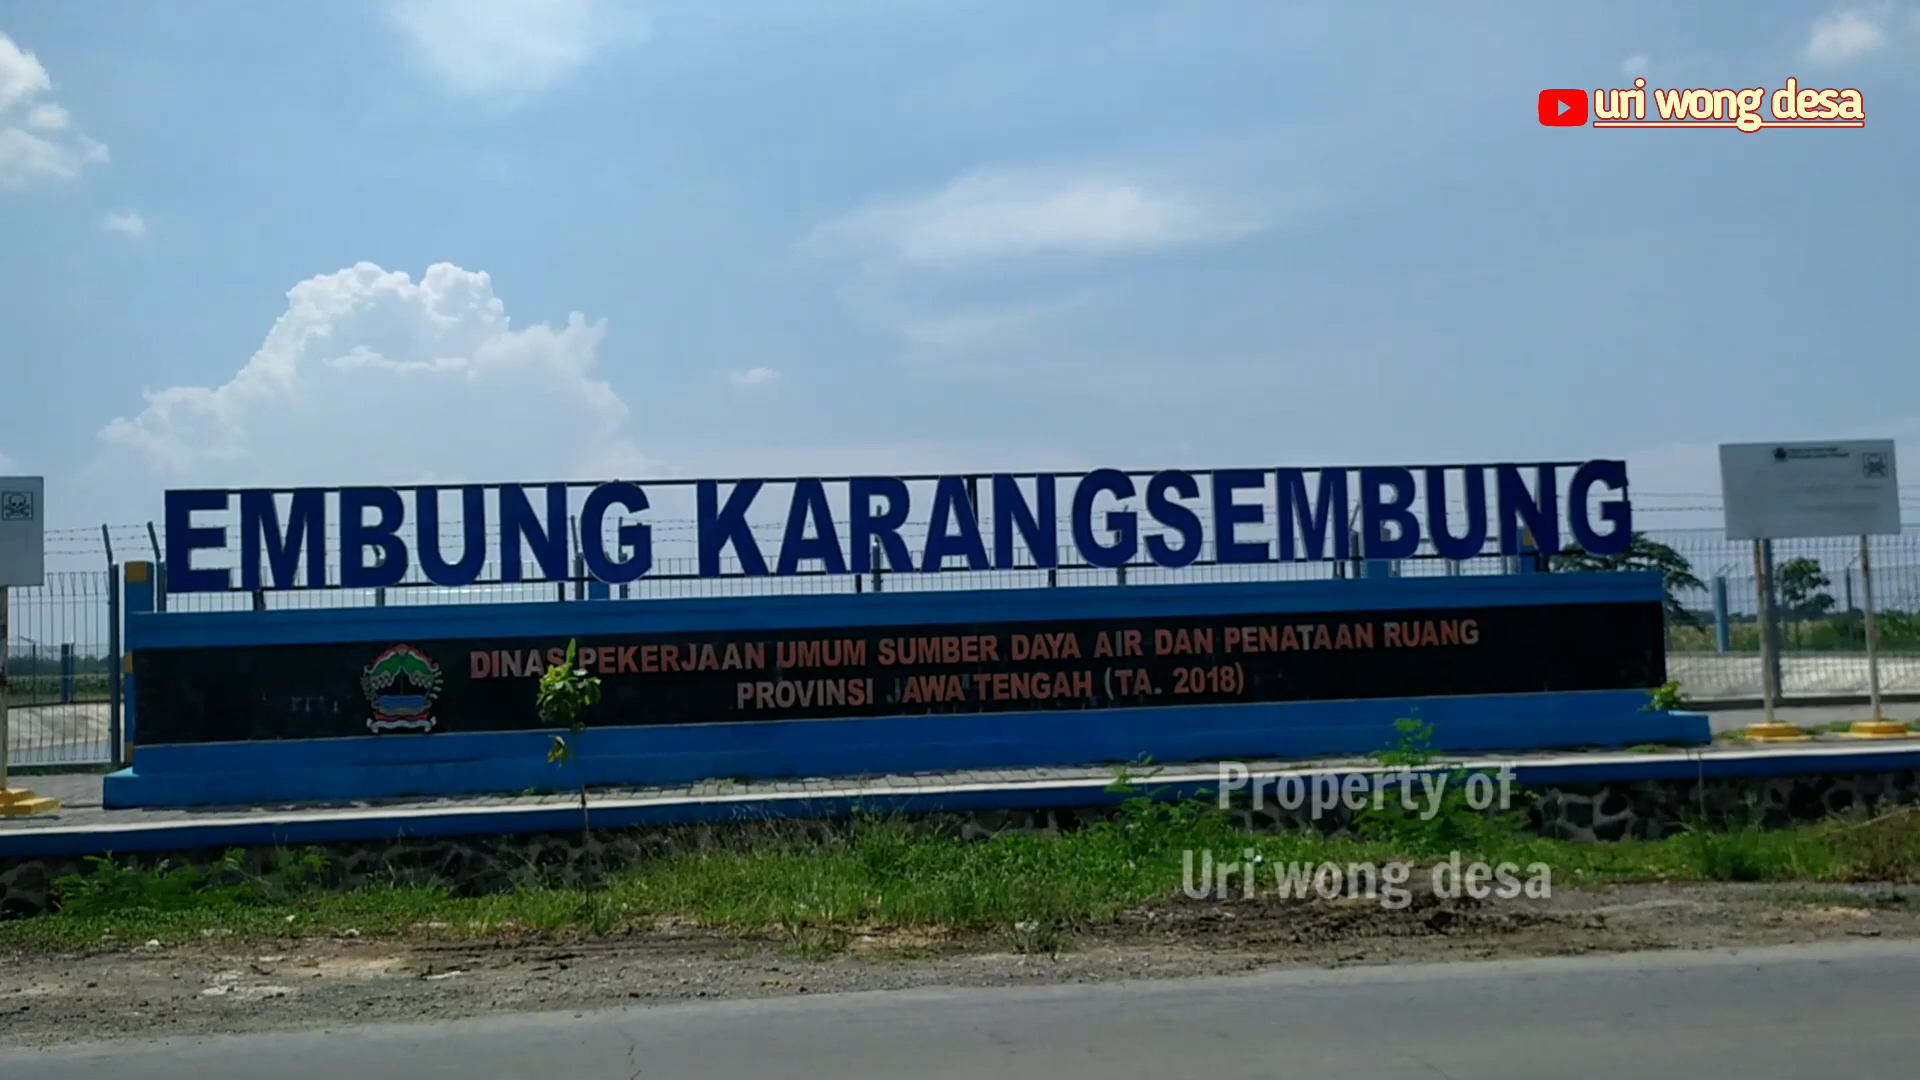 uri wong desa
EMBUNG KARANGSEMBUNG
DINAS PEKERJAAN UMUM SUMBER DAYA AIR DAN PENATAAN RUANG
PROVINSI JAWA TENGAH (TA. 2018)
Property of
Uri wong desa